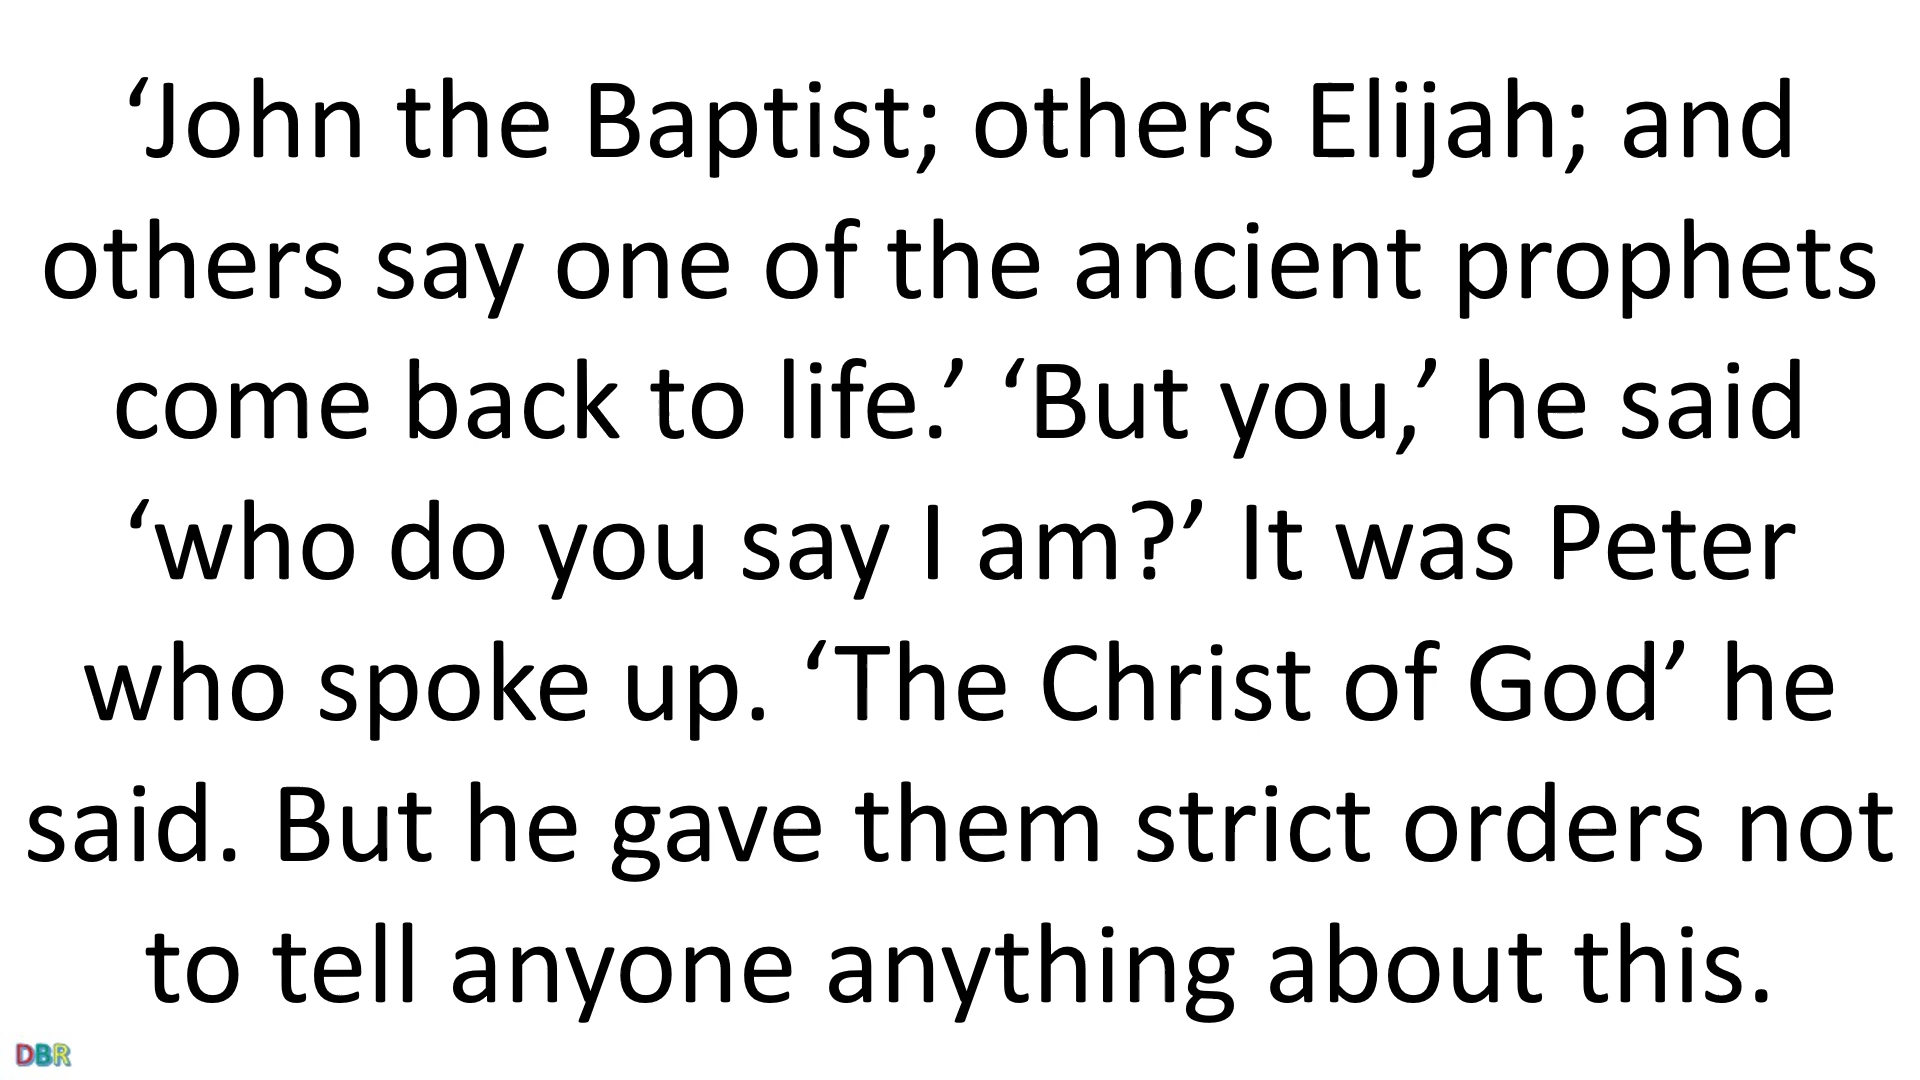 ‘John the Baptist; others Elijah; and
others say one of the ancient prophets
come back to life.’ ‘But you,’ he said
‘who do you say I am?’ It was Peter
who spoke up. ‘The Christ of God’ he
said. But he gave them strict orders not
to tell anyone anything about this.
DBR